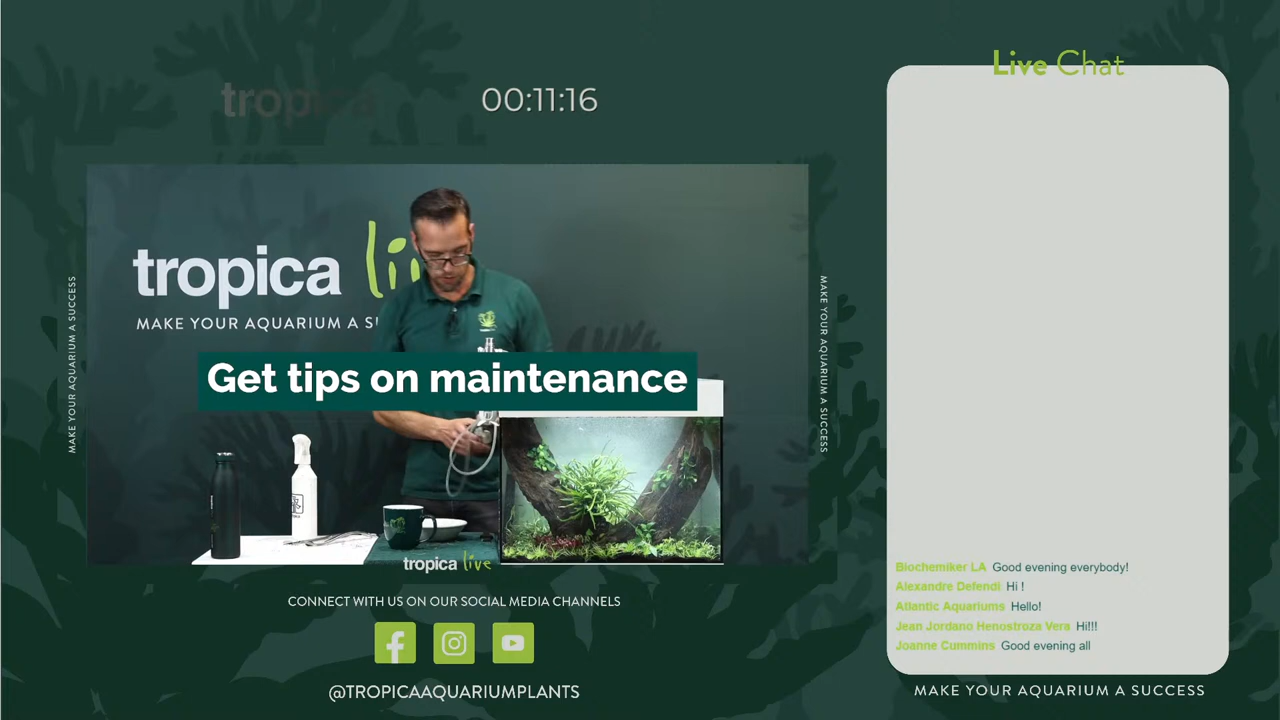 Live Chat
tropica
00:11:16
tropica live
MAKE YOUR AQUARIUM A SU
Get tips on maintenance
MAKE YOUR AQUARIUM A SUCCESS
MAKE YOUR AQUARIUM A SUCCESS
tropica live
CONNECT WITH US ON OUR SOCIAL MEDIA CHANNELS
@TROPICAAQUARIUMPLANTS
Biochemiker LA Good evening everybody!
Alexandre Defendi Hi !
Atlantic Aquariums Hello!
Jean Jordano Henostroza Vera Hi!!!
Joanne Cummins Good evening all
MAKE YOUR AQUARIUM A SUCCESS